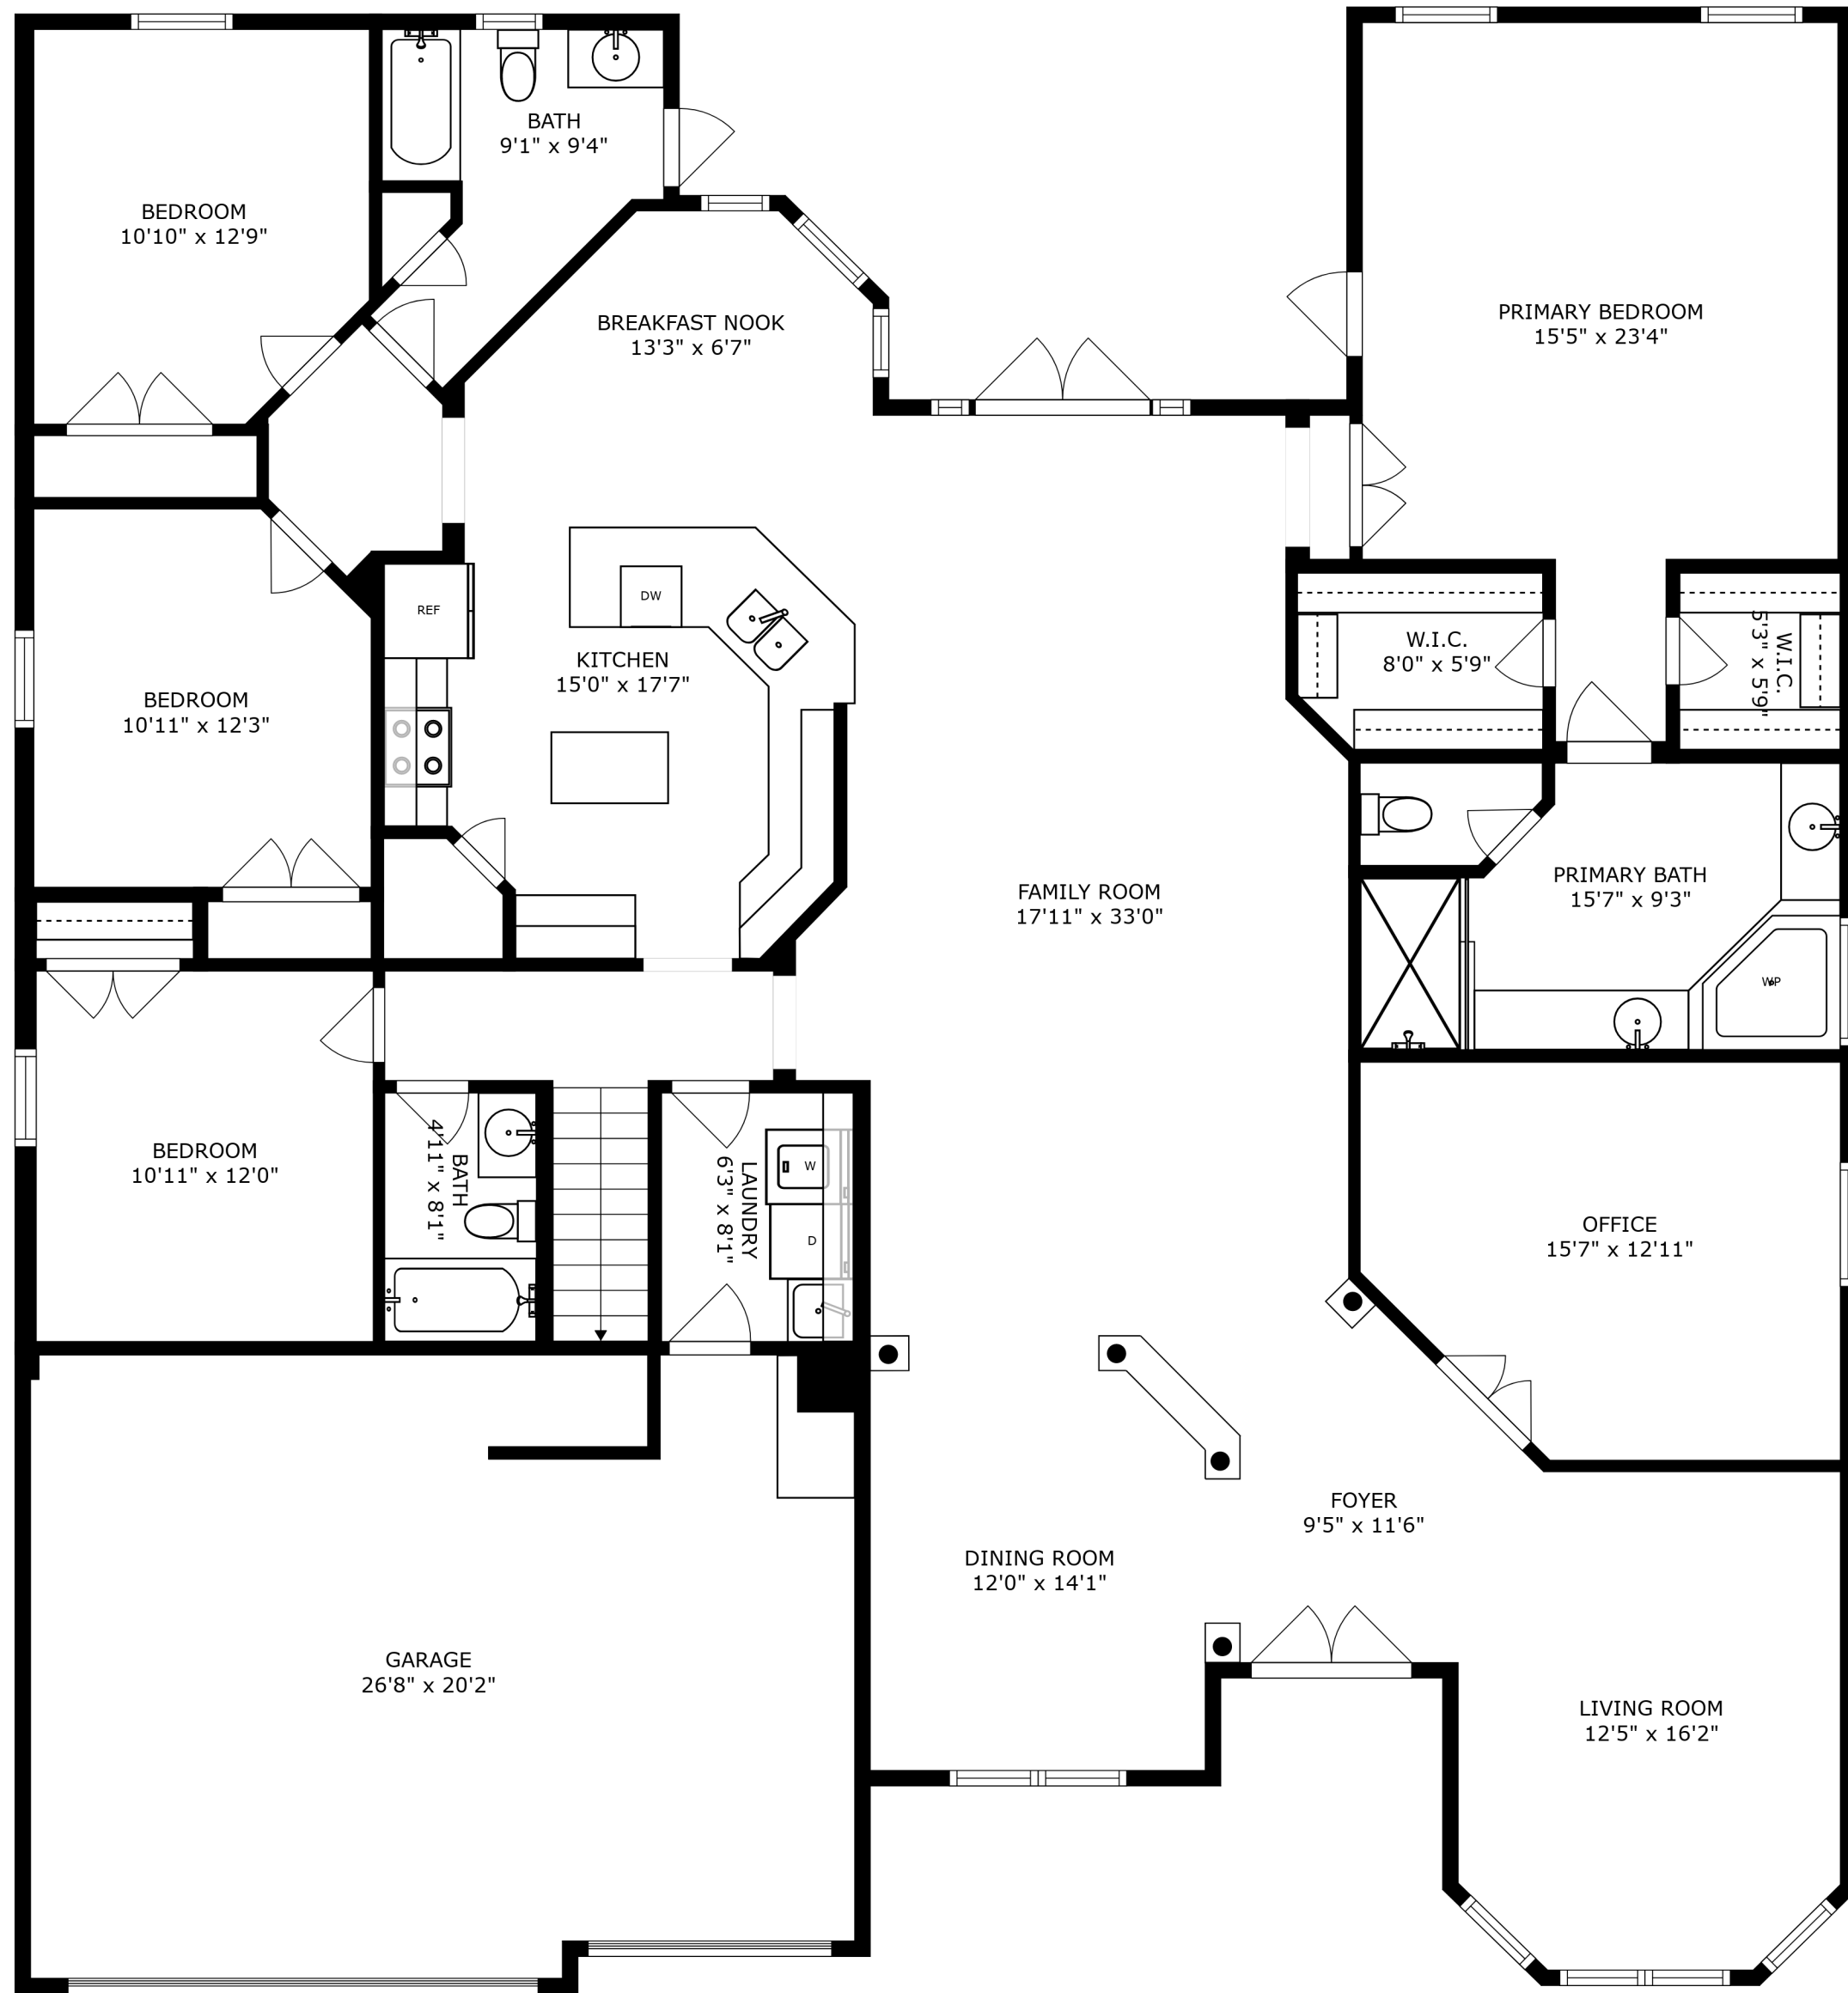 BATH
9'1" x 9'4"
BEDROOM
10'10" x 12'9"
BREAKFAST NOOK
13'3" x 6'7"
PRIMARY BEDROOM
15'5" x 23'4"
DW
REF
KITCHEN
15'0" x 17'7"
W.I.C.
8'0" x 5'9"
W.I.C.
5'3" x 5'9"
BEDROOM
10'11" x 12'3"
FAMILY ROOM
17'11" x 33'0"
PRIMARY BATH
15'7" x 9'3"
WP
BEDROOM
10'11" x 12'0"
BATH
4'11" x 8'1"
LAUNDRY
6'3" x 8'1"
W
D
OFFICE
15'7" x 12'11"
FOYER
9'5" x 11'6"
DINING ROOM
12'0" x 14'1"
GARAGE
26'8" x 20'2"
LIVING ROOM
12'5" x 16'2"